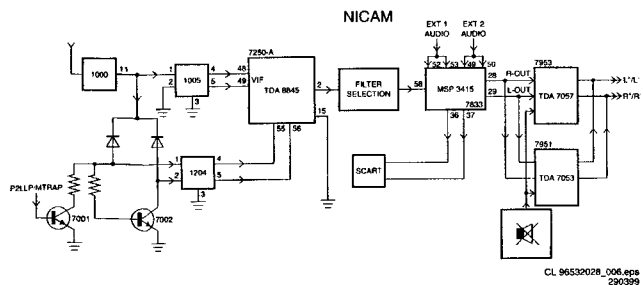 NICAM
EXT 1 AUDIO
EXT 2 AUDIO
7250-A
7953
1000
11
1
2
1005
4
5
3
48
49
VIF
TDA 8845
2
15
55
56
FILTER SELECTION
58
52
53
49
50
MSP 3415
7833
28
29
36
37
R-OUT
L-OUT
TDA 7057
L"/L'
R"/R'
7951
TDA 7053
SCART
1
2
1204
4
5
3
P2LLP/MTRAP
7001
7002
CL 96532028_006.eps
290399